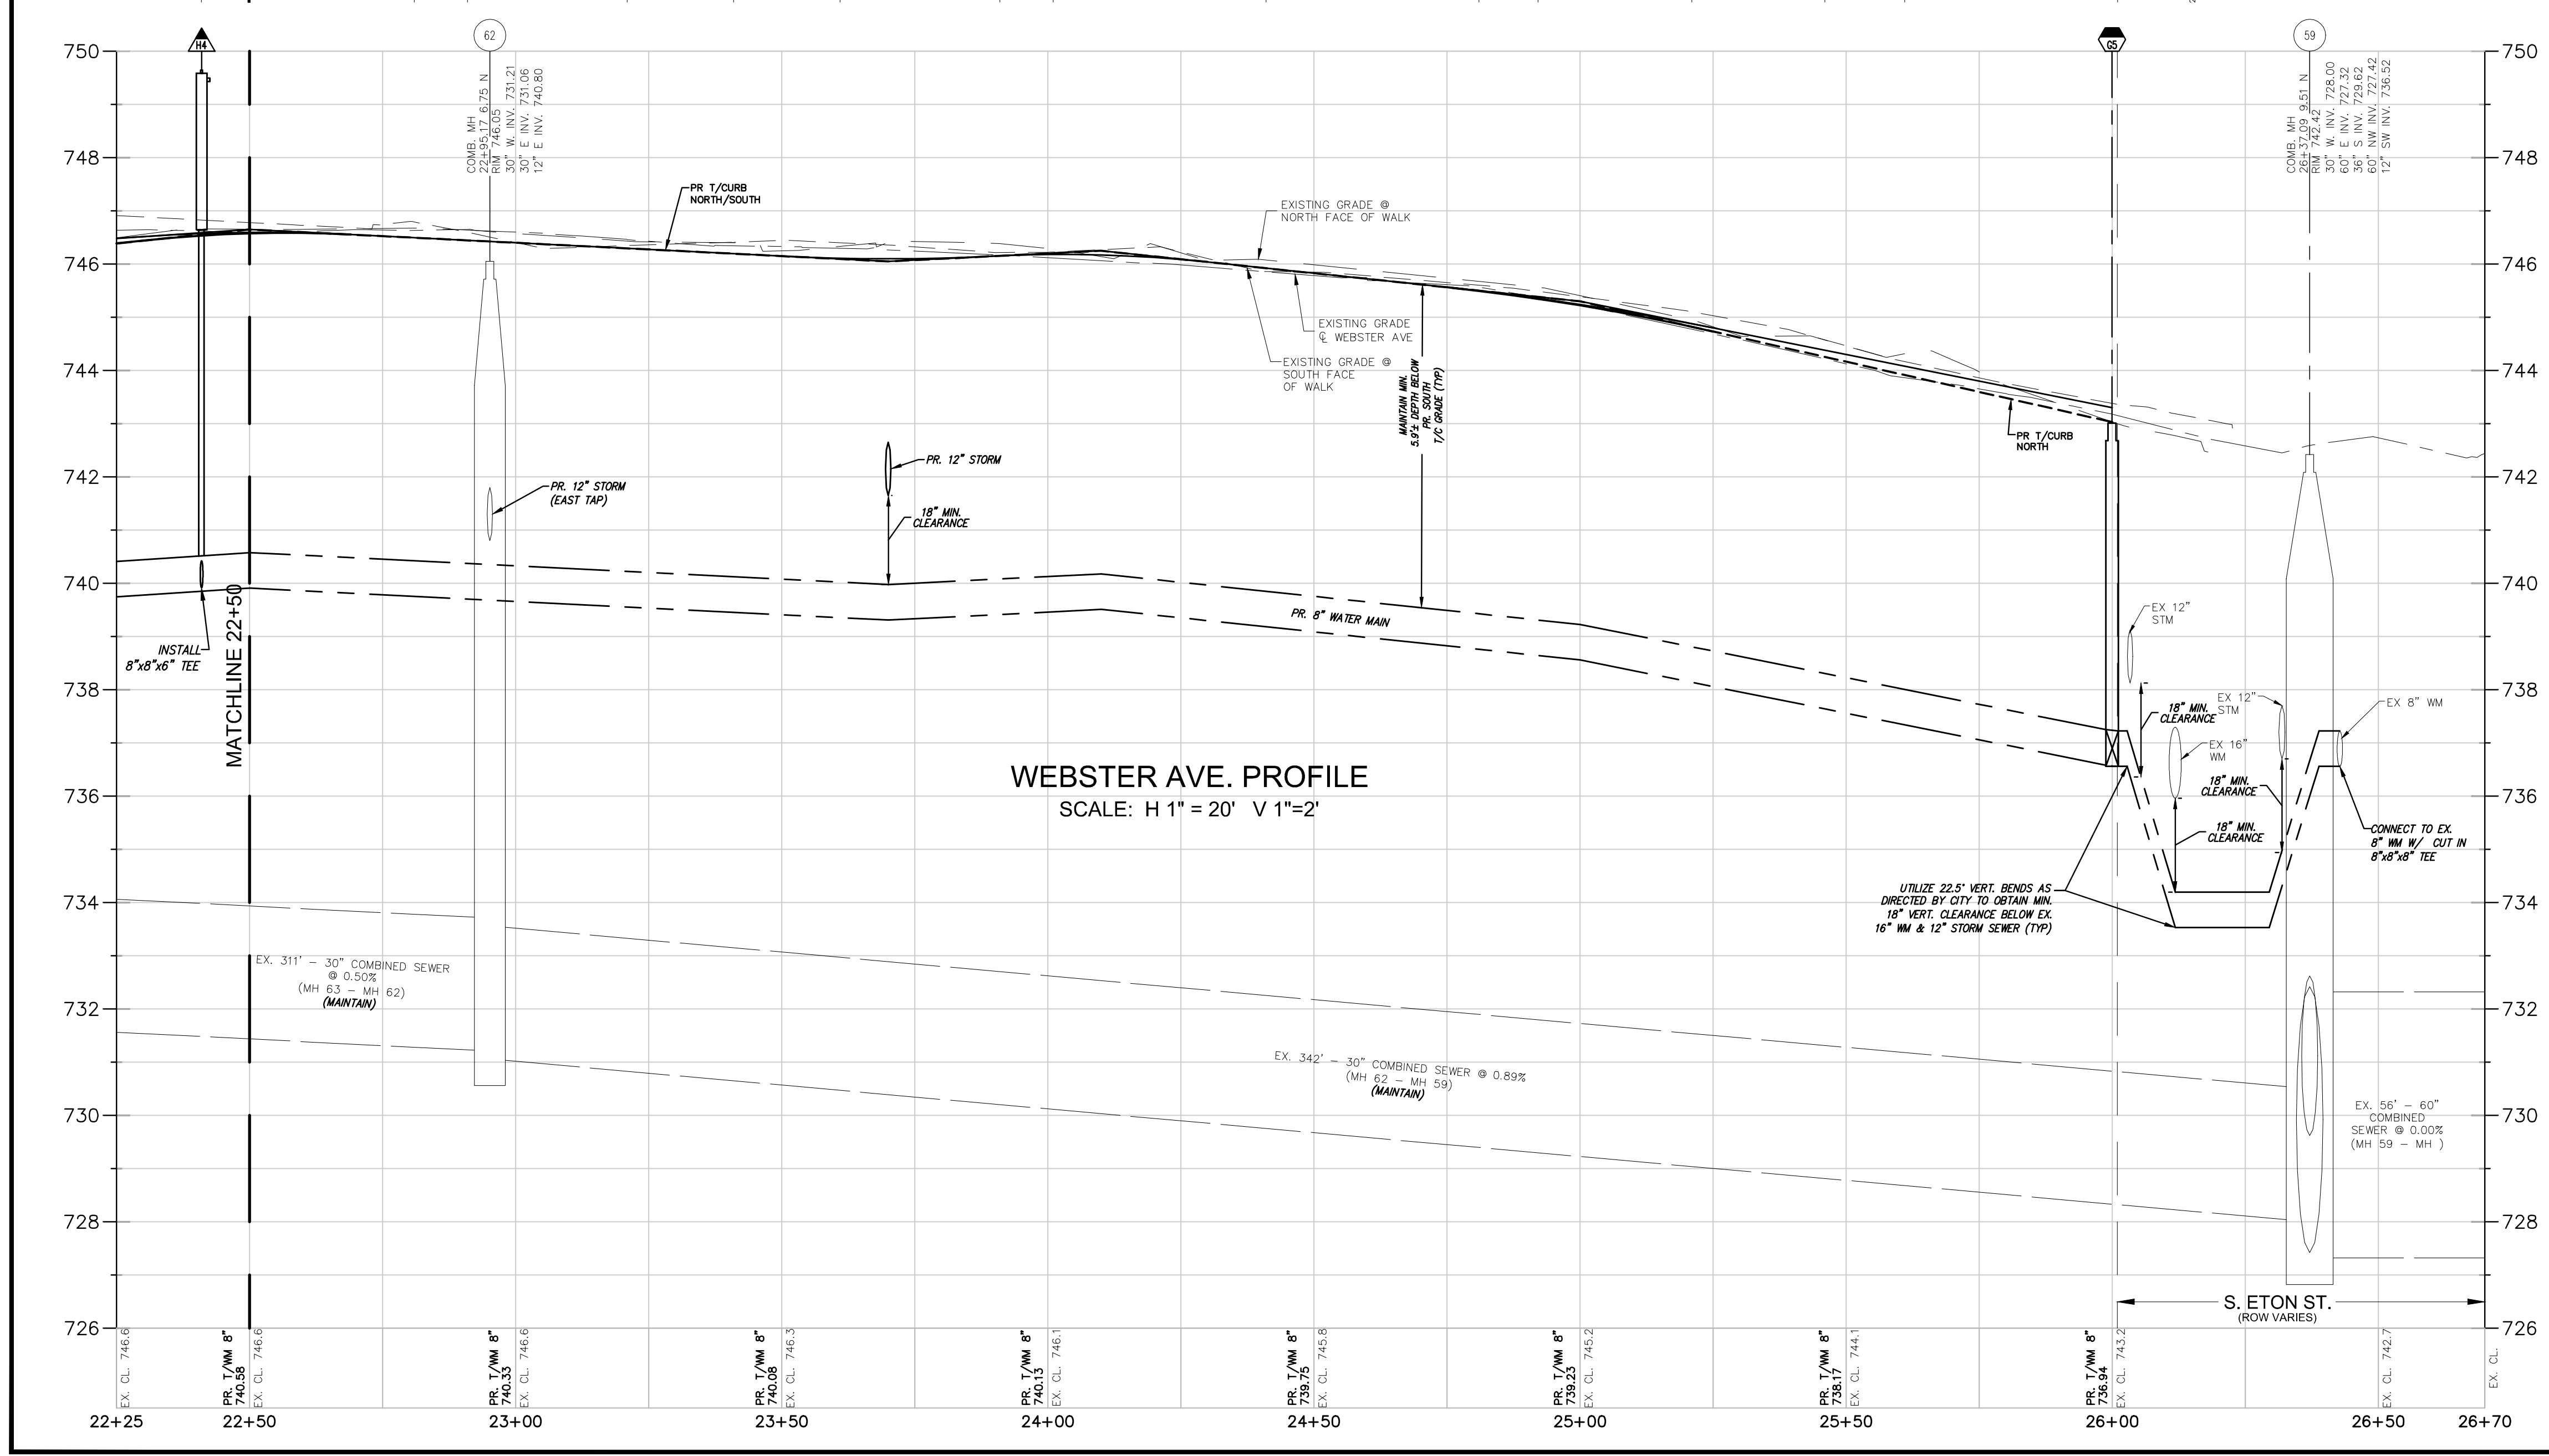 WEBSTER AVE. PROFILE
SCALE: H 1" = 20' V 1"=2'
750
748
746
744
742
740
738
736
734
732
730
728
726
750
748
746
744
742
740
738
736
734
732
730
728
726
H4
62
COMB. MH
22+95.17 6.75 N
RIM 746.05
30" W. INV. 731.21
30" E INV. 731.06
12" E INV. 740.80
G5
59
COMB. MH
26+37.09 9.51 N
RIM 742.42
30" W. INV. 728.00
60" E INV. 727.32
36" S INV. 729.62
60" NW INV. 727.42
12" SW INV. 736.52
PR T/CURB
NORTH/SOUTH
EXISTING GRADE @
NORTH FACE OF WALK
EXISTING GRADE
℄ WEBSTER AVE
EXISTING GRADE @
SOUTH FACE
OF WALK
MAINTAIN MIN.
5.9'± DEPTH BELOW
PR. SOUTH
T/C GRADE (TYP)
PR T/CURB
NORTH
PR. 12" STORM
(EAST TAP)
PR. 12" STORM
18" MIN.
CLEARANCE
PR. 8" WATER MAIN
INSTALL
8"x8"x6" TEE
MATCHLINE 22+50
EX 12"
STM
18" MIN.
CLEARANCE
EX 12"
STM
EX 16"
WM
18" MIN.
CLEARANCE
18" MIN.
CLEARANCE
EX 8" WM
CONNECT TO EX.
8" WM W/ CUT IN
8"x8"x8" TEE
UTILIZE 22.5° VERT. BENDS AS
DIRECTED BY CITY TO OBTAIN MIN.
18" VERT. CLEARANCE BELOW EX.
16" WM & 12" STORM SEWER (TYP)
EX. 311' - 30" COMBINED SEWER
@ 0.50%
(MH 63 - MH 62)
(MAINTAIN)
EX. 342' - 30" COMBINED SEWER @ 0.89%
(MH 62 - MH 59)
(MAINTAIN)
EX. 56' - 60"
COMBINED
SEWER @ 0.00%
(MH 59 - MH )
S. ETON ST.
(ROW VARIES)
EX. CL. 746.6
PR. T/WM 8"
740.58
EX. CL. 746.6
PR. T/WM 8"
740.33
EX. CL. 746.6
PR. T/WM 8"
740.08
EX. CL. 746.3
PR. T/WM 8"
740.13
EX. CL. 746.1
PR. T/WM 8"
739.75
EX. CL. 745.8
PR. T/WM 8"
739.23
EX. CL. 745.2
PR. T/WM 8"
738.17
EX. CL. 744.1
PR. T/WM 8"
736.94
EX. CL. 743.2
EX. CL. 742.7
EX. CL.
22+25
22+50
23+00
23+50
24+00
24+50
25+00
25+50
26+00
26+50
26+70